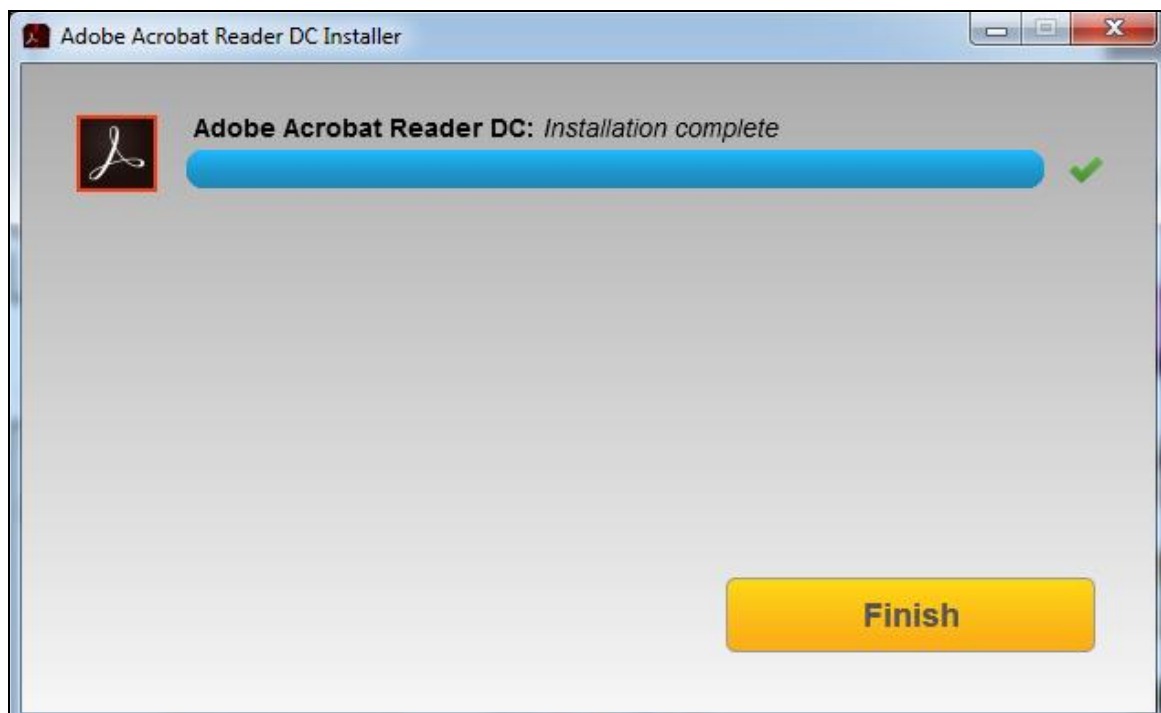 Adobe Acrobat Reader DC Installer
Adobe Acrobat Reader DC: Installation complete
Finish